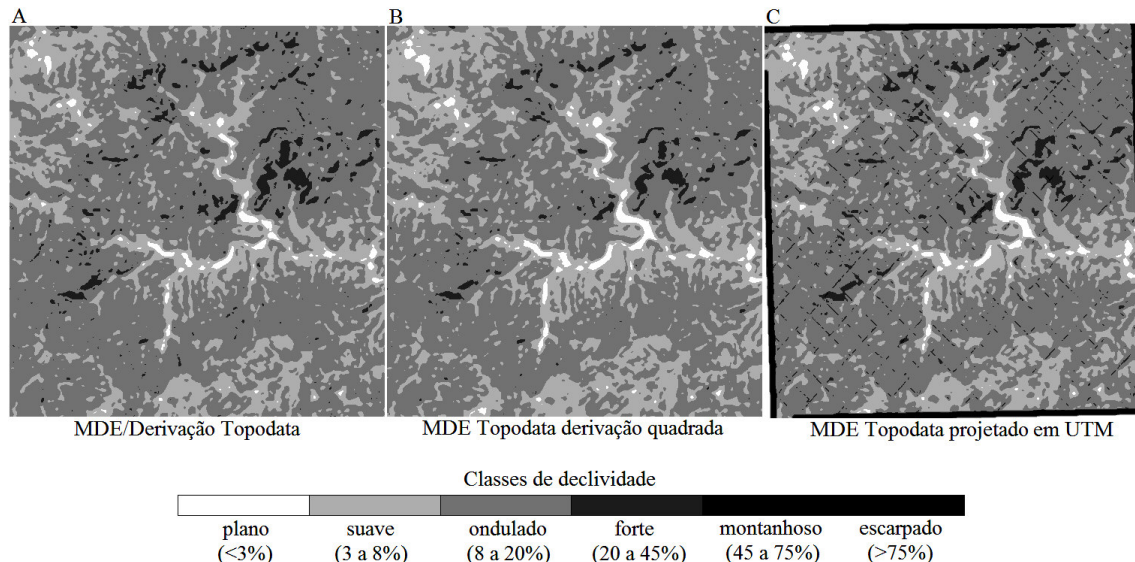 A
B
C
MDE/Derivação Topodata
MDE Topodata derivação quadrada
MDE Topodata projetado em UTM
Classes de declividade
plano suave ondulado forte montanhoso escarpado
(<3%) (3 a 8%) (8 a 20%) (20 a 45%) (45 a 75%) (>75%)